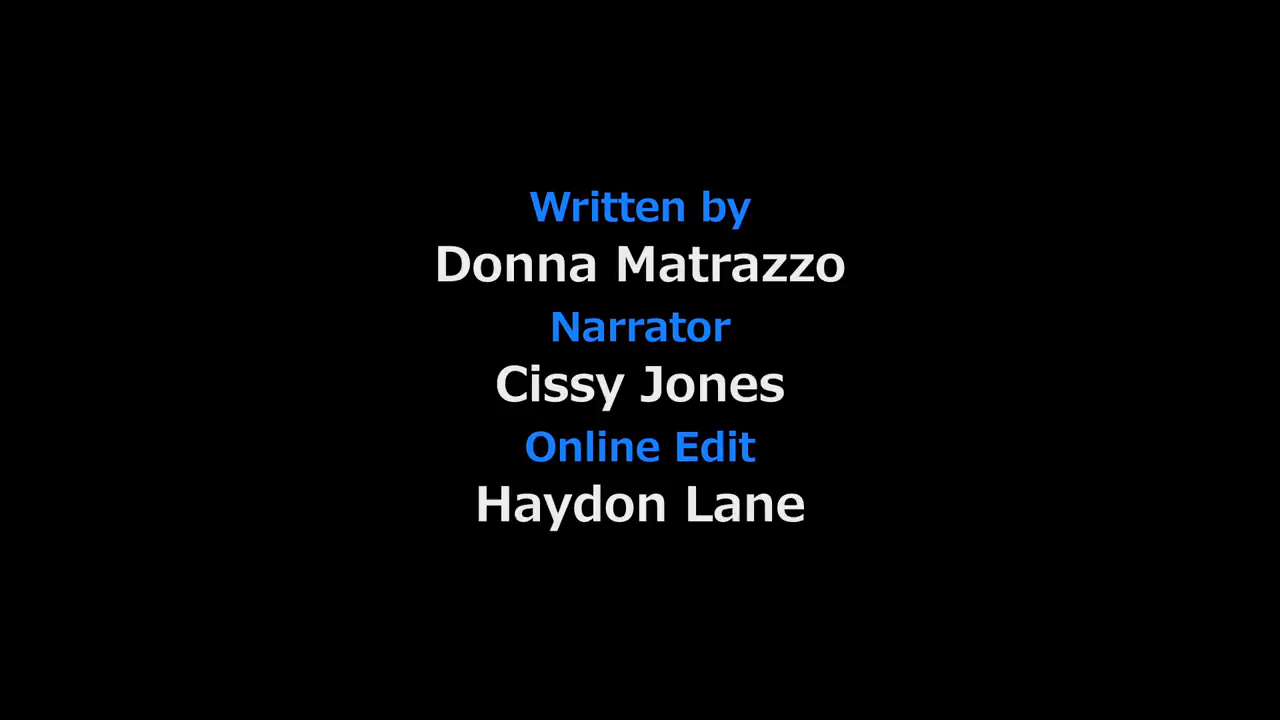 Written by
Donna Matrazzo
Narrator
Cissy Jones
Online Edit
Haydon Lane